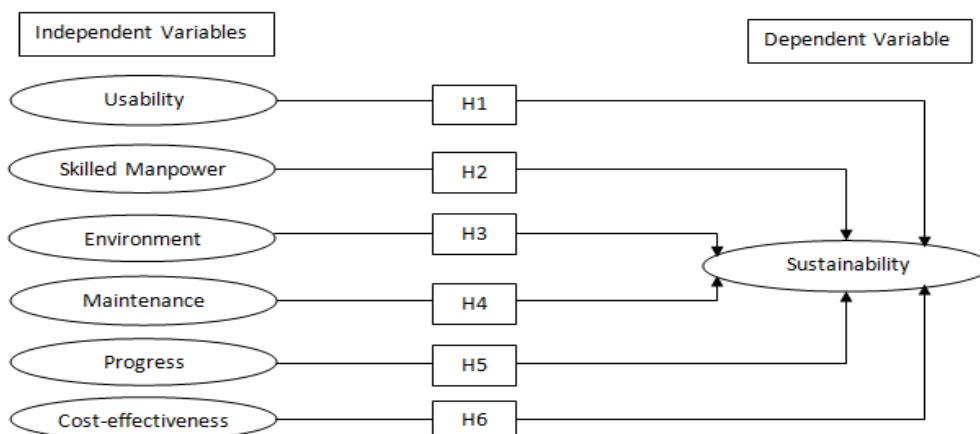 Independent Variables
Dependent Variable
Usability
H1
Skilled Manpower
H2
Environment
H3
Sustainability
Maintenance
H4
Progress
H5
Cost-effectiveness
H6